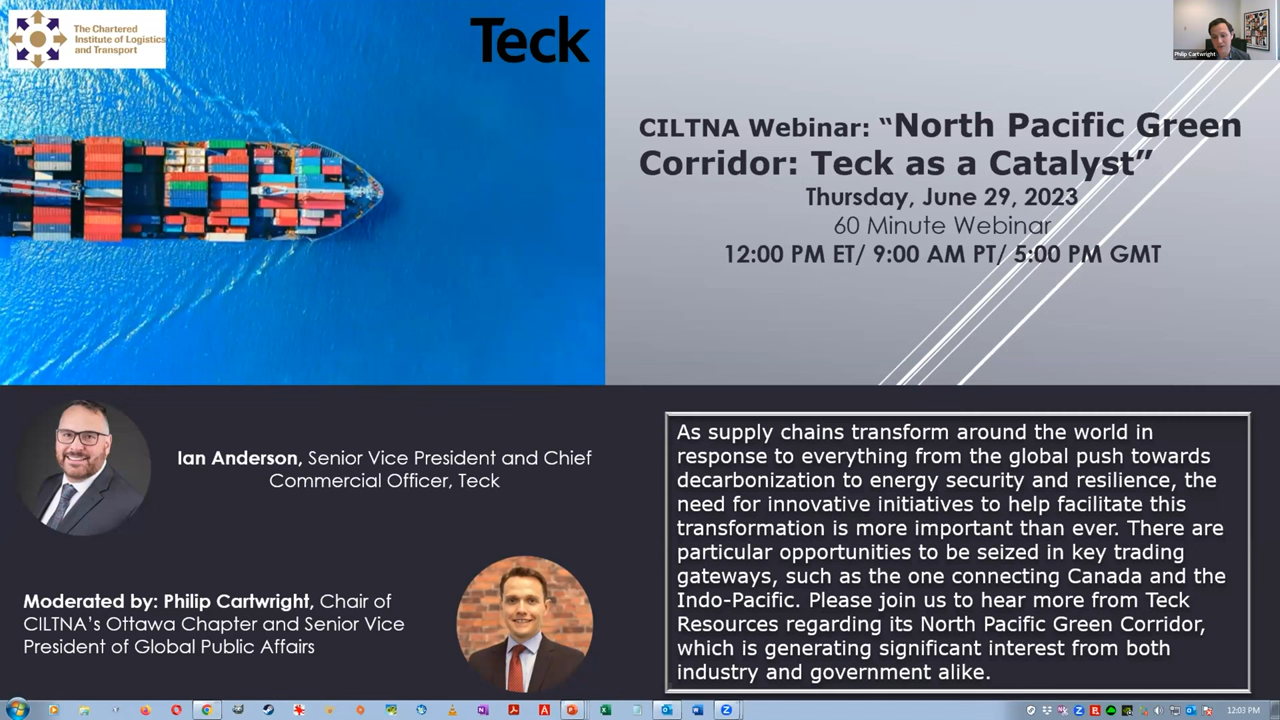 The Chartered
Institute of Logistics
and Transport
Teck
Philip Cartwright
CILTNA Webinar: “North Pacific Green
Corridor: Teck as a Catalyst”
Thursday, June 29, 2023
60 Minute Webinar
12:00 PM ET/ 9:00 AM PT/ 5:00 PM GMT
Ian Anderson, Senior Vice President and Chief
Commercial Officer, Teck
Moderated by: Philip Cartwright, Chair of
CILTNA’s Ottawa Chapter and Senior Vice
President of Global Public Affairs
As supply chains transform around the world in
response to everything from the global push towards
decarbonization to energy security and resilience, the
need for innovative initiatives to help facilitate this
transformation is more important than ever. There are
particular opportunities to be seized in key trading
gateways, such as the one connecting Canada and the
Indo-Pacific. Please join us to hear more from Teck
Resources regarding its North Pacific Green Corridor,
which is generating significant interest from both
industry and government alike.
12:03 PM